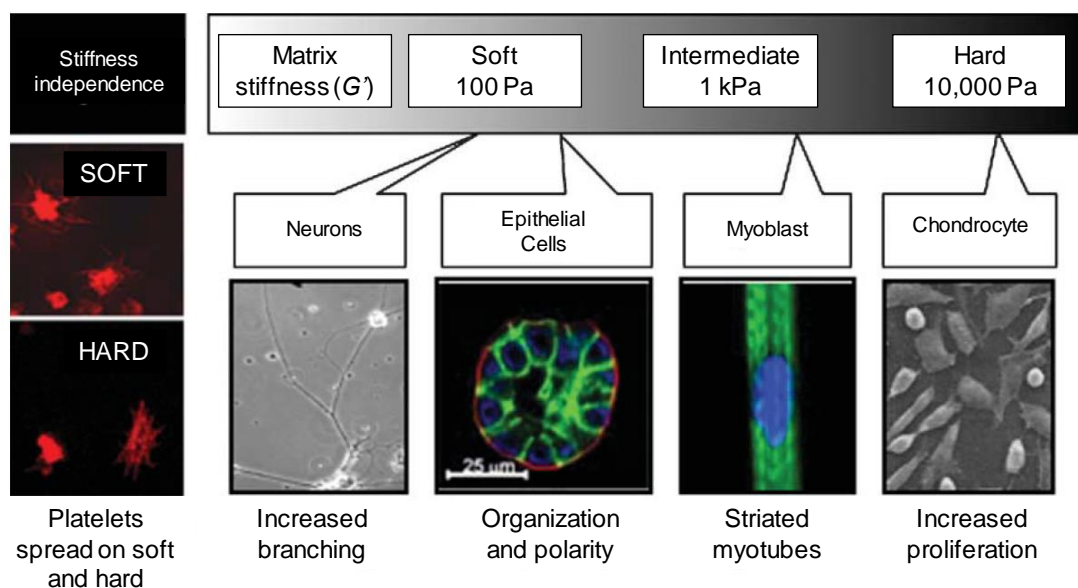 Stiffness
independence
Matrix
stiffness (G’)
Soft
100 Pa
Intermediate
1 kPa
Hard
10,000 Pa
SOFT
HARD
Neurons
Epithelial
Cells
Myoblast
Chondrocyte
25 µm
Platelets
spread on soft
and hard
Increased
branching
Organization
and polarity
Striated
myotubes
Increased
proliferation